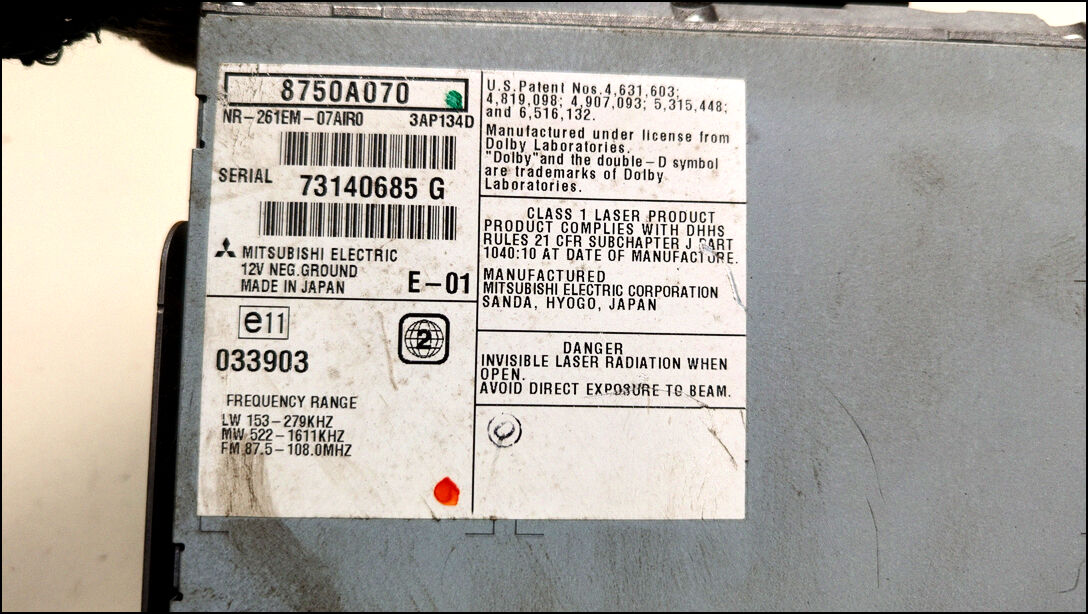 8750A070
NR-261EM-07AIR0 3AP134D
SERIAL 73140685 G
MITSUBISHI ELECTRIC
12V NEG.GROUND
MADE IN JAPAN E-01
e11
2
033903
FREQUENCY RANGE
LW 153-279KHZ
MW 522-1611KHZ
FM 87.5-108.0MHZ
U.S.Patent Nos.4,631,603;
4,819,098; 4,907,093; 5,315,448;
and 6,516,132.
Manufactured under license from
Dolby Laboratories.
"Dolby"and the double-D symbol
are trademarks of Dolby
Laboratories.
CLASS 1 LASER PRODUCT
PRODUCT COMPLIES WITH DHHS
RULES 21 CFR SUBCHAPTER J PART
1040:10 AT DATE OF MANUFACTURE.
MANUFACTURED
MITSUBISHI ELECTRIC CORPORATION
SANDA, HYOGO, JAPAN
DANGER
INVISIBLE LASER RADIATION WHEN
OPEN.
AVOID DIRECT EXPOSURE TO BEAM.